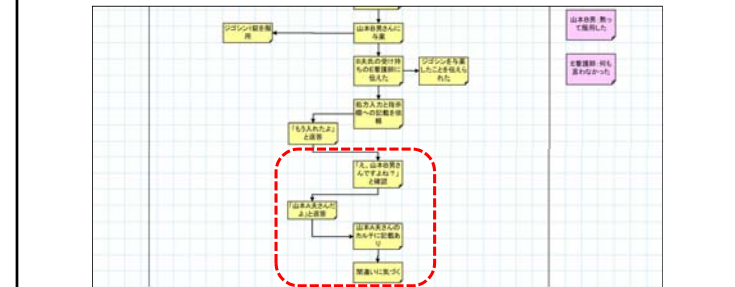 山本B男さんに
与薬
ジゴシン1錠を服
用
山本B男:黙っ
て服用した
B夫氏の受け持
ちのE看護師に
伝えた
ジゴシンを与薬
したことを伝えら
れた
E看護師:何も
言わなかった
処方入力と指示
棚への記載を依
頼
「もう入れたよ」
と返答
「え、山本B男さ
んですよね?」
と確認
「山本A夫さんだ
よ」と返答
山本A夫さんの
カルテに記載あ
り
間違いに気づく